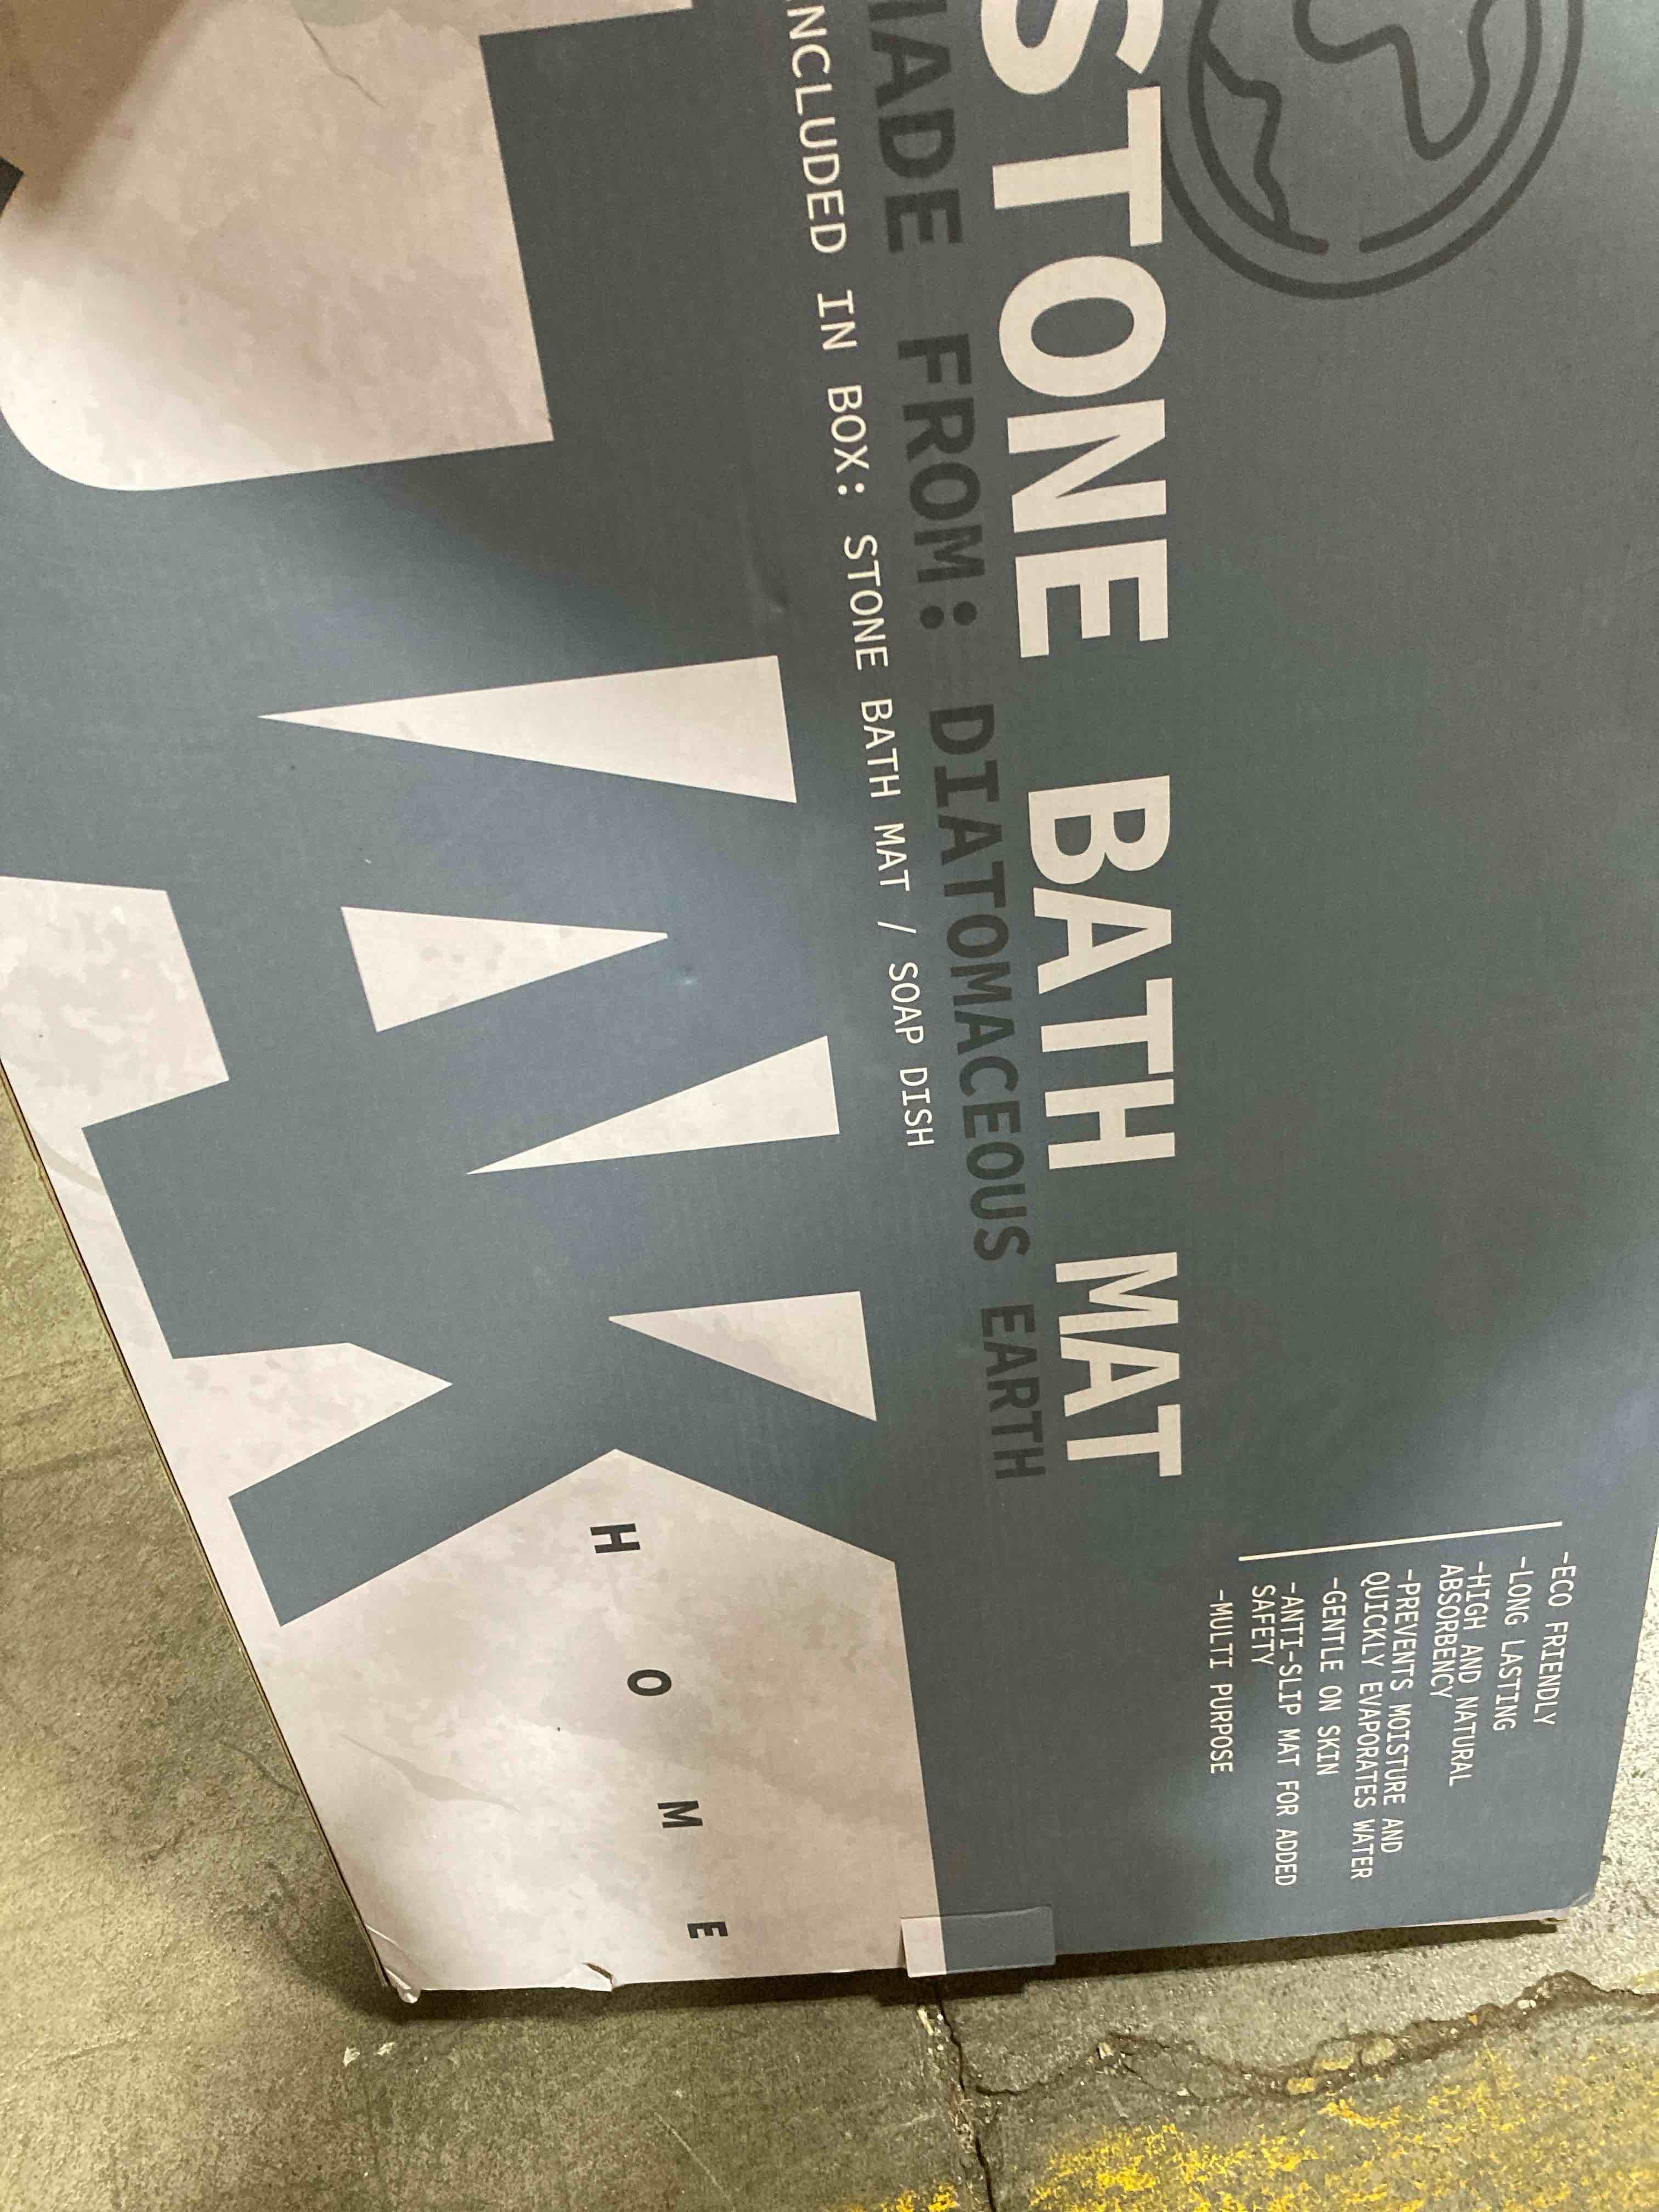 STONE BATH MAT
MADE FROM: DIATOMACEOUS EARTH
INCLUDED IN BOX: STONE BATH MAT / SOAP DISH
-ECO FRIENDLY
-LONG LASTING
-HIGH AND NATURAL
ABSORBENCY
-PREVENTS MOISTURE AND
QUICKLY EVAPORATES WATER
-GENTLE ON SKIN
-ANTI-SLIP MAT FOR ADDED
SAFETY
-MULTI PURPOSE
HOME